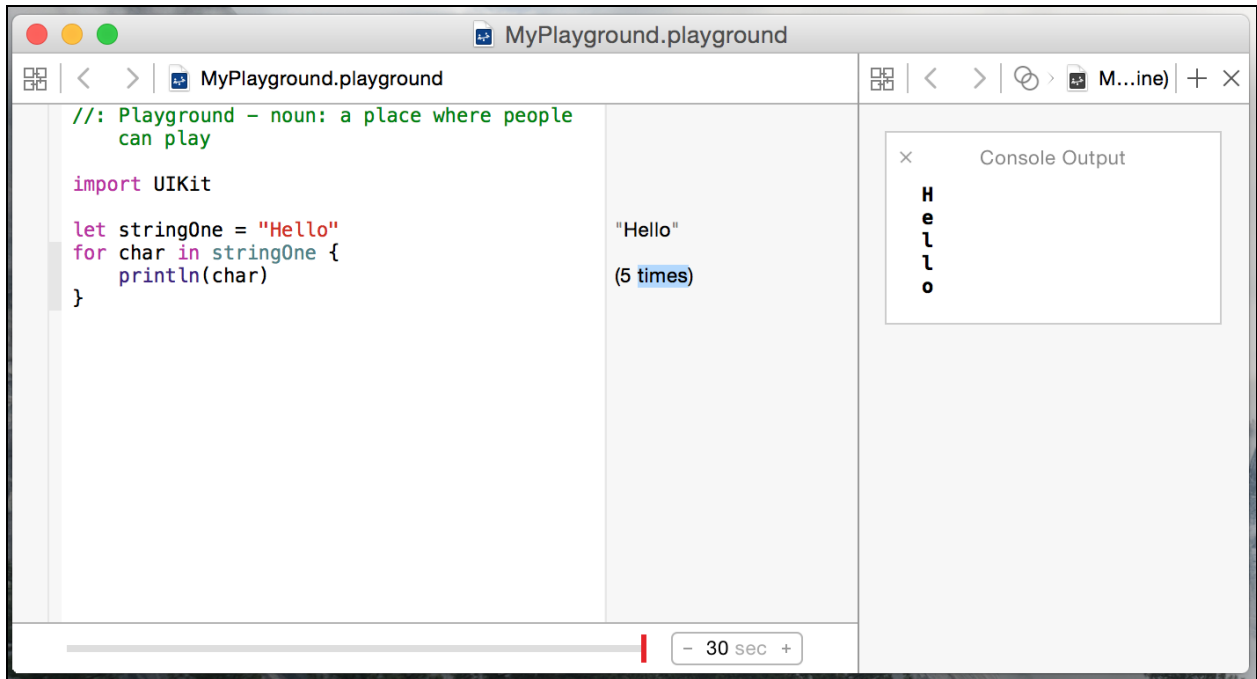 MyPlayground.playground
MyPlayground.playground
M...ine)
//: Playground – noun: a place where people
can play
import UIKit
let stringOne = "Hello"
for char in stringOne {
println(char)
}
"Hello"
(5 times)
Console Output
H
e
l
l
o
- 30 sec +